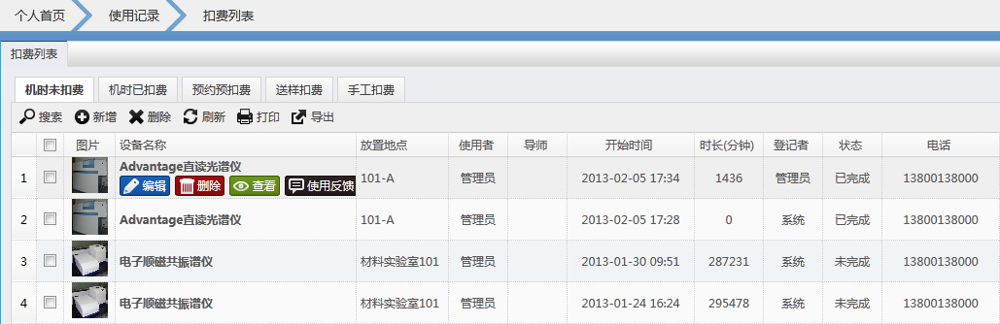 个人首页 使用记录 扣费列表
扣费列表
机时未扣费 机时已扣费 预约预扣费 送样扣费 手工扣费
搜索 新增 删除 刷新 打印 导出
图片 设备名称 放置地点 使用者 导师 开始时间 时长(分钟) 登记者 状态 电话
1 Advantage直读光谱仪 101-A 管理员 2013-02-05 17:34 1436 管理员 已完成 13800138000
编辑 删除 查看 使用反馈
2 Advantage直读光谱仪 101-A 管理员 2013-02-05 17:28 0 系统 已完成 13800138000
3 电子顺磁共振谱仪 材料实验室101 管理员 2013-01-30 09:51 287231 系统 未完成 13800138000
4 电子顺磁共振谱仪 材料实验室101 管理员 2013-01-24 16:24 295478 系统 未完成 13800138000